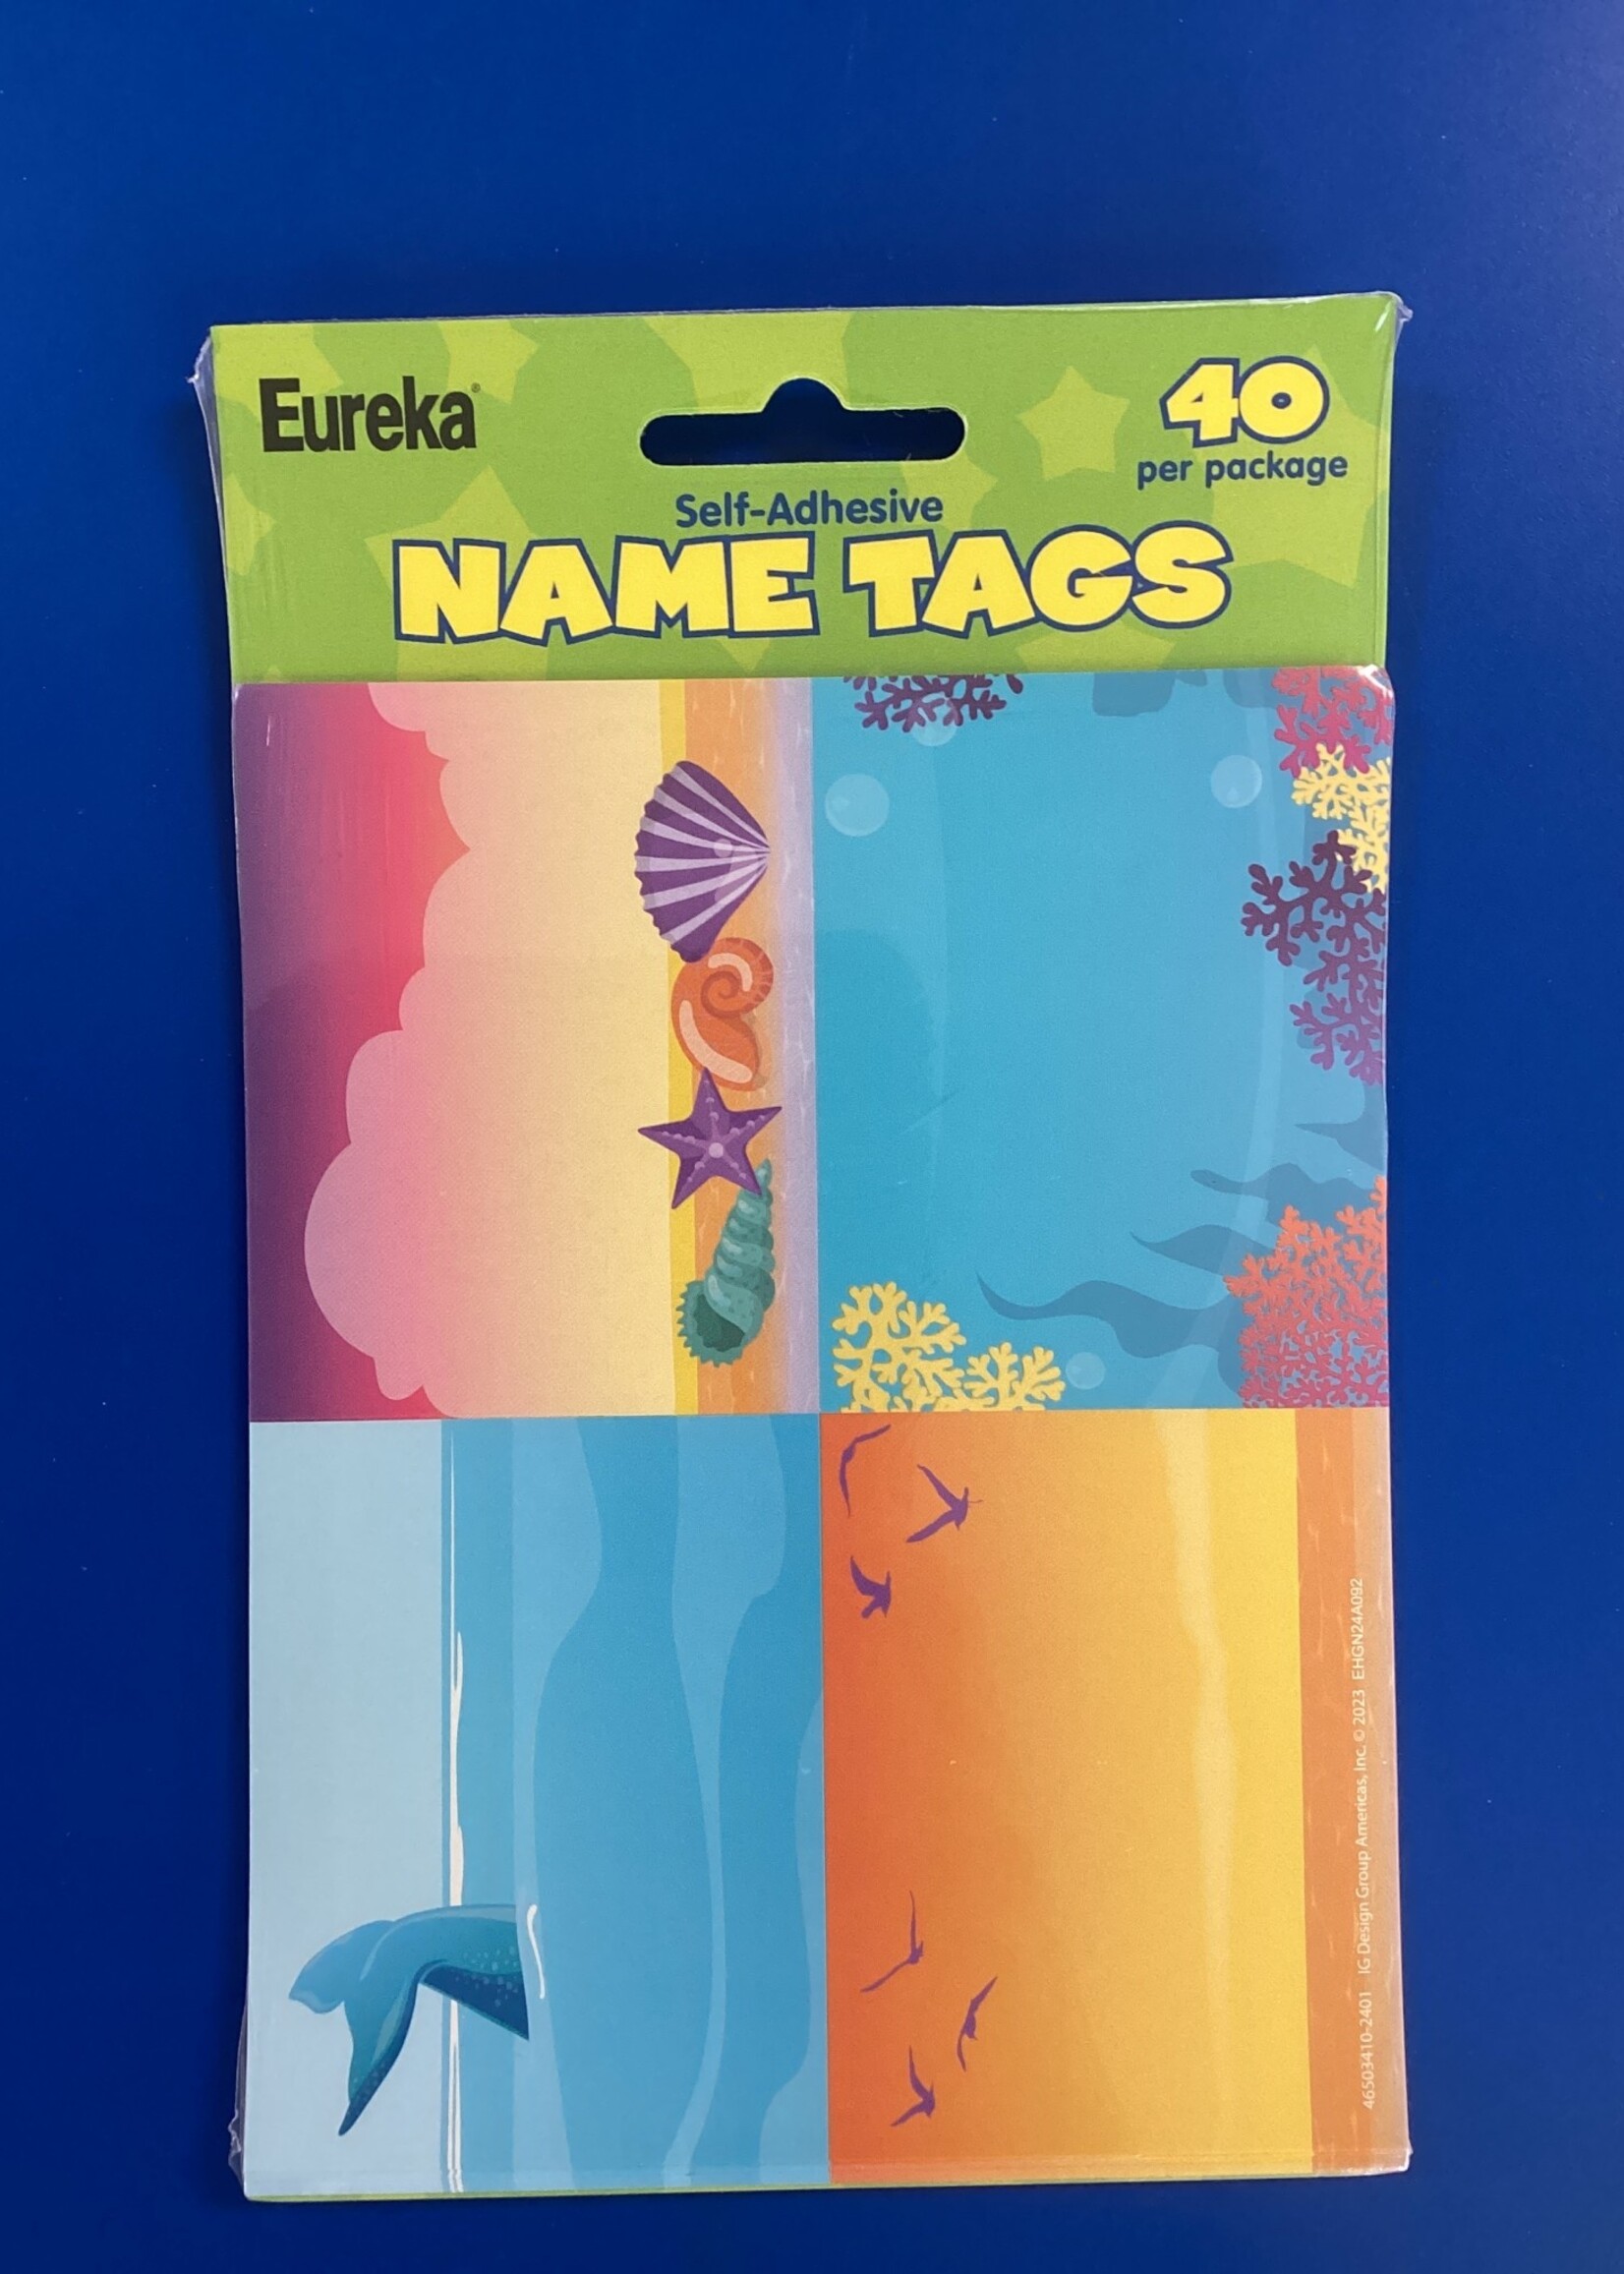 Eureka®
40
per package
Self-Adhesive
NAME TAGS
46503410-2401 IG Design Group Americas, Inc. © 2023 EHGN24A092